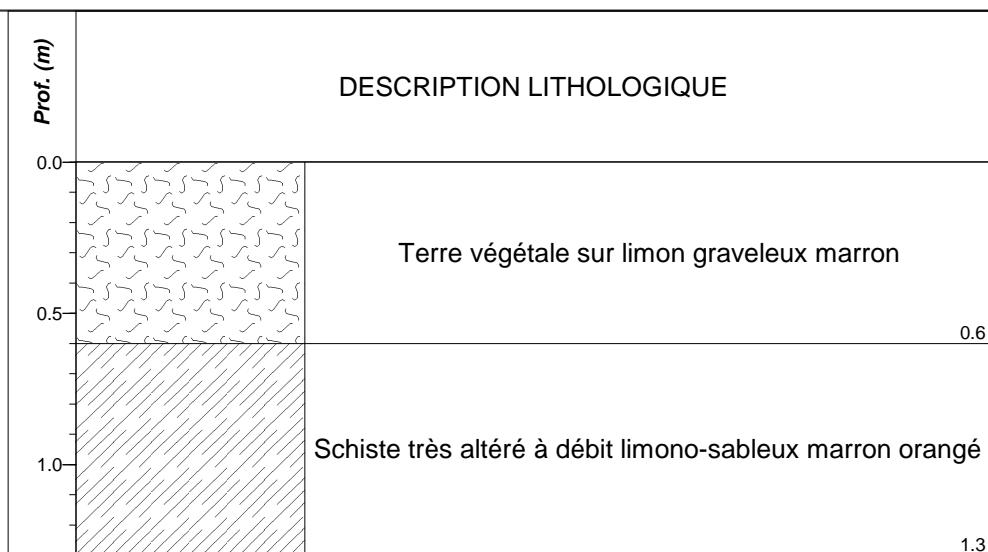 Prof. (m)
DESCRIPTION LITHOLOGIQUE
0.0
Terre végétale sur limon graveleux marron
0.5
0.6
Schiste très altéré à débit limono-sableux marron orangé
1.0
1.3